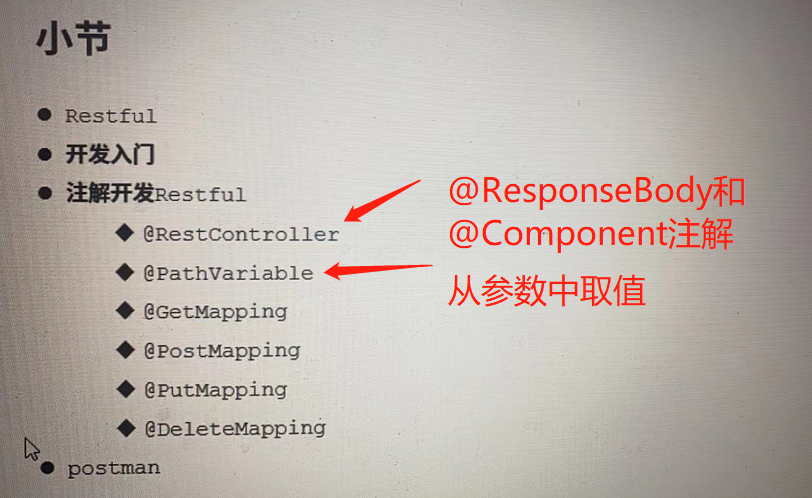 小节
Restful
开发入门
注解开发Restful
@RestController
@PathVariable
@GetMapping
@PostMapping
@PutMapping
@DeleteMapping
postman
@ResponseBody和
@Component注解
从参数中取值